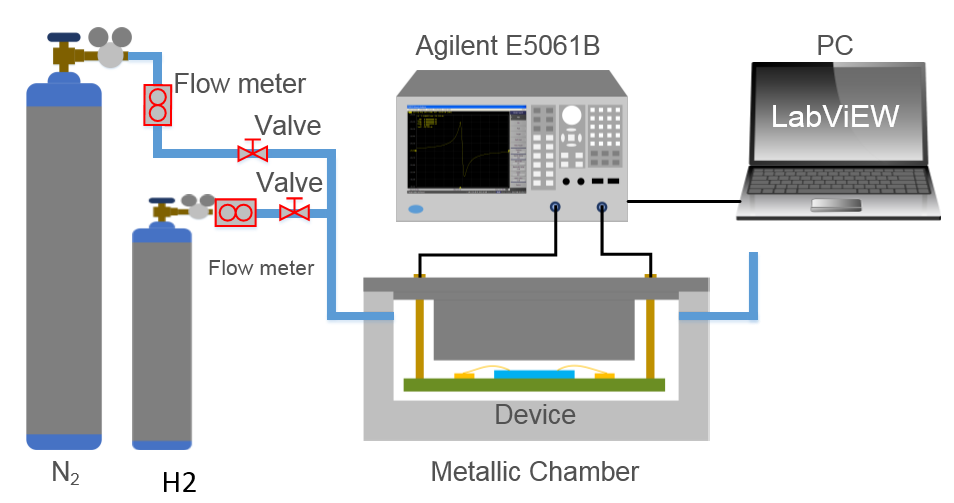 Agilent E5061B
PC
Flow meter
LabViEW
Valve
Valve
Flow meter
Device
N₂
H2
Metallic Chamber